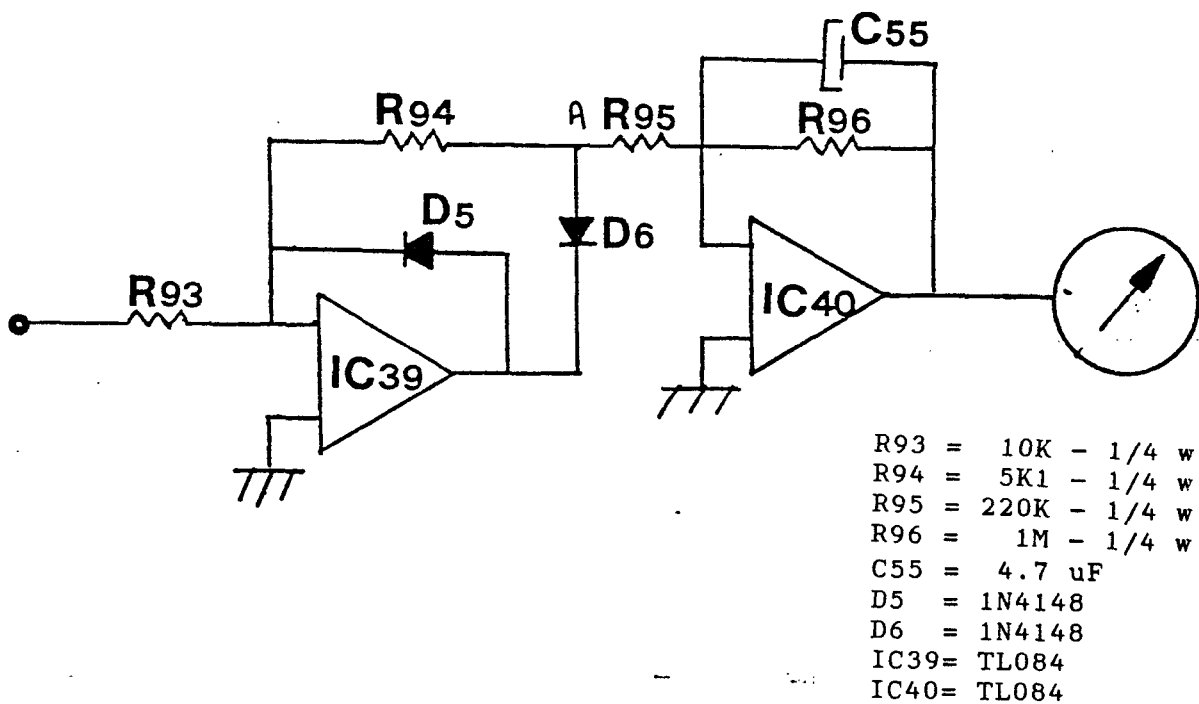 C55
R94
A
R95
R96
D5
D6
R93
IC39
IC40
R93 = 10K - 1/4 w
R94 = 5K1 - 1/4 w
R95 = 220K - 1/4 w
R96 = 1M - 1/4 w
C55 = 4.7 uF
D5 = 1N4148
D6 = 1N4148
IC39= TL084
IC40= TL084